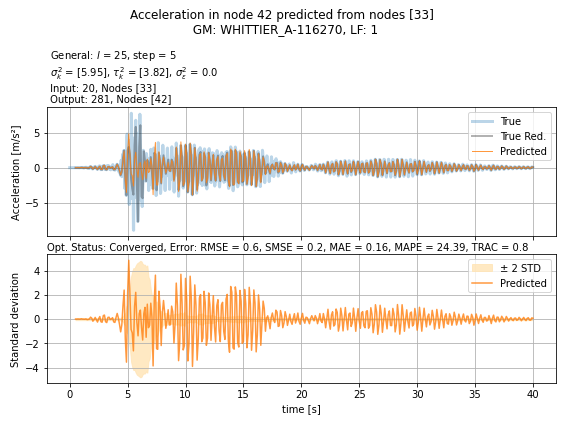 Acceleration in node 42 predicted from nodes [33]
GM: WHITTIER_A-116270, LF: 1
General: l = 25, step = 5
σ²ₖ = [5.95], τ²ₖ = [3.82], σ²ε = 0.0
Input: 20, Nodes [33]
Output: 281, Nodes [42]
True
True Red.
Predicted
Acceleration [m/s²]
5
0
−5
Opt. Status: Converged, Error: RMSE = 0.6, SMSE = 0.2, MAE = 0.16, MAPE = 24.39, TRAC = 0.8
± 2 STD
Predicted
Standard deviation
4
2
0
−2
−4
0 5 10 15 20 25 30 35 40
time [s]